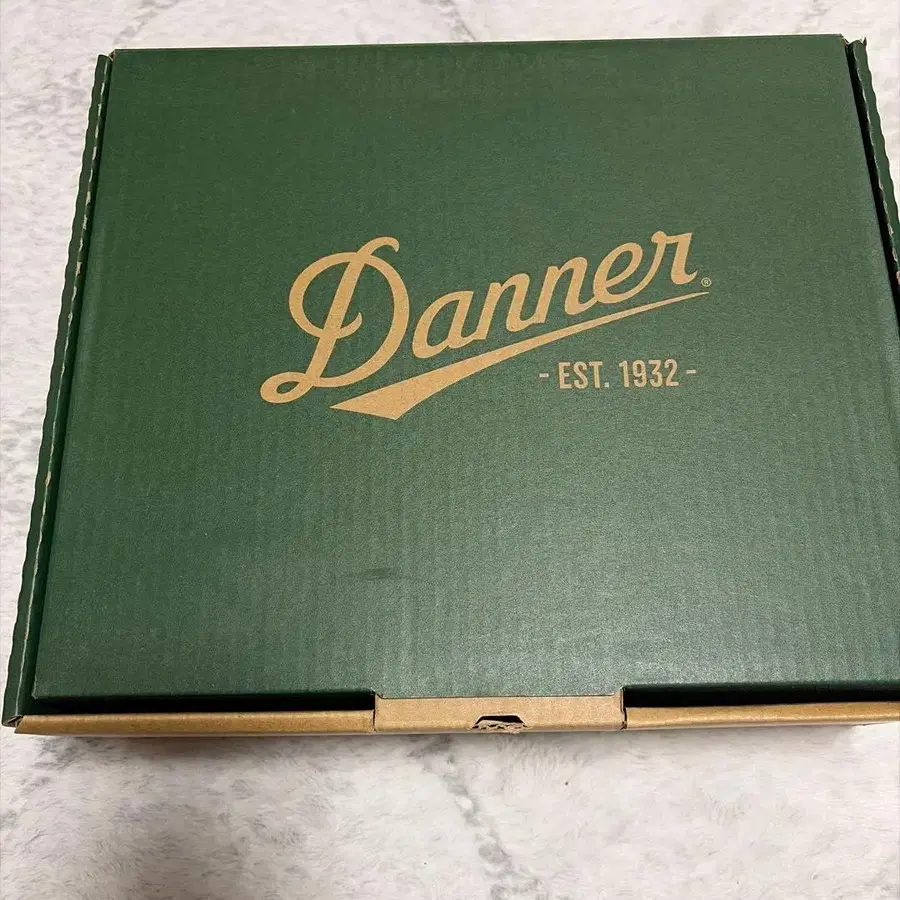 Danner®
- EST. 1932 -